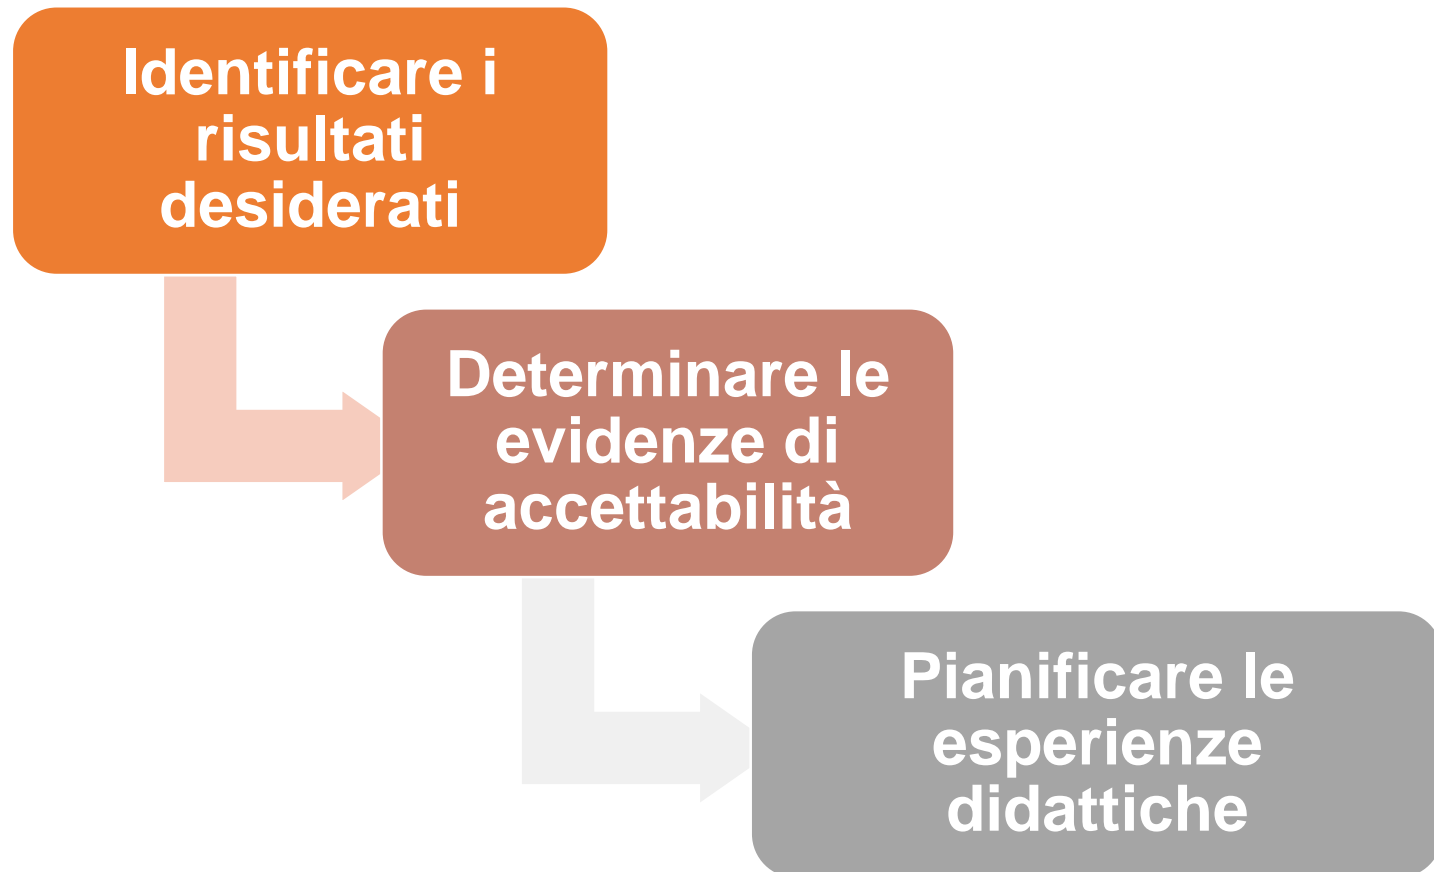 Identificare i
risultati
desiderati
Determinare le
evidenze di
accettabilità
Pianificare le
esperienze
didattiche